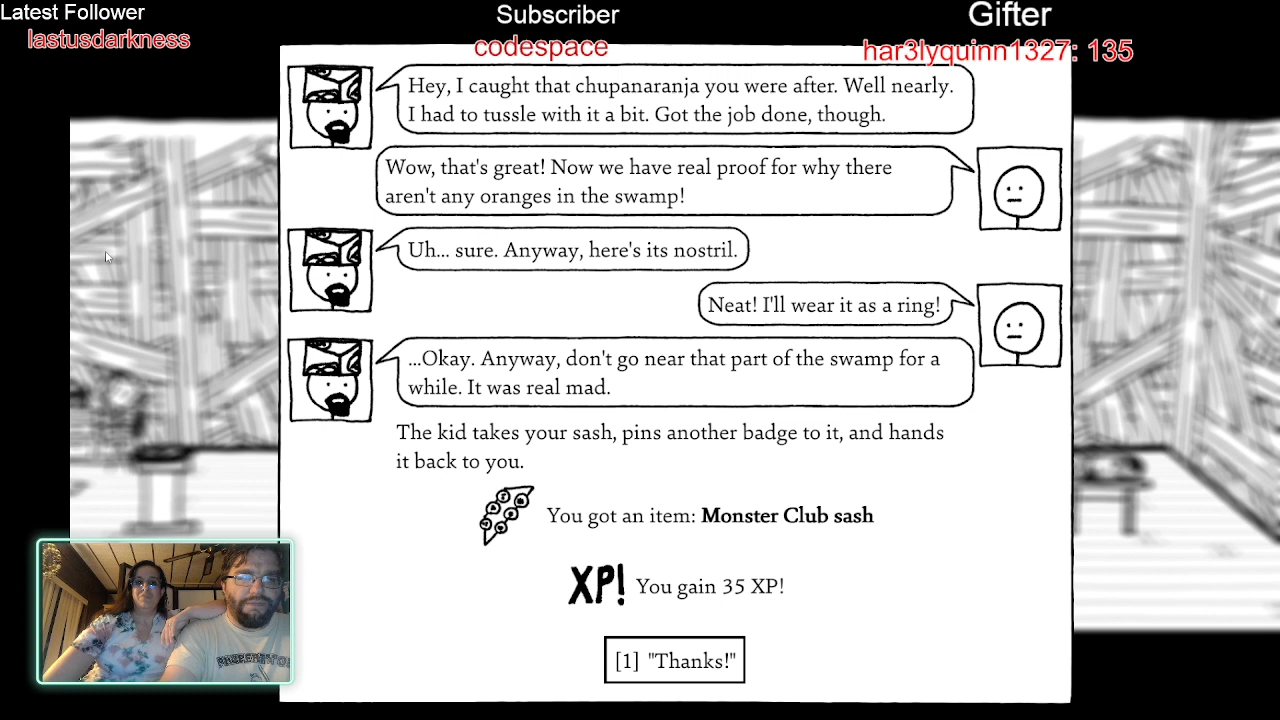 Latest Follower
lastusdarkness
Subscriber
codespace
Gifter
har3lyquinn1327: 135
Hey, I caught that chupanaranja you were after. Well nearly.
I had to tussle with it a bit. Got the job done, though.
Wow, that's great! Now we have real proof for why there
aren't any oranges in the swamp!
Uh... sure. Anyway, here's its nostril.
Neat! I'll wear it as a ring!
...Okay. Anyway, don't go near that part of the swamp for a
while. It was real mad.
The kid takes your sash, pins another badge to it, and hands
it back to you.
You got an item: Monster Club sash
XP! You gain 35 XP!
[1] "Thanks!"